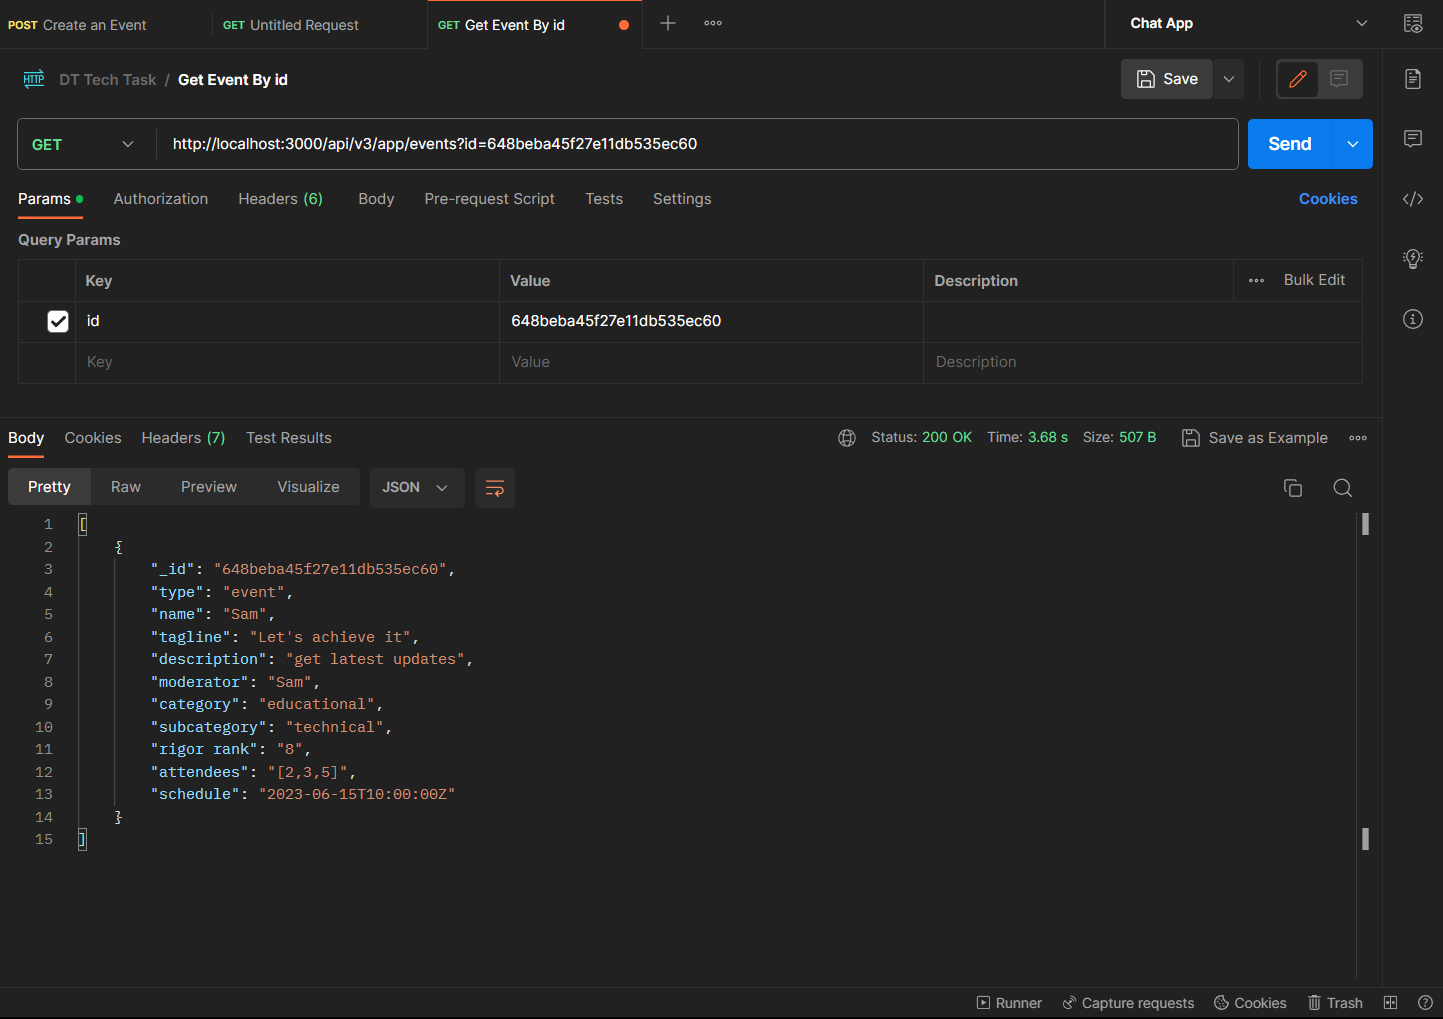 POST Create an Event GET Untitled Request GET Get Event By id Chat App
HTTP DT Tech Task / Get Event By id Save
GET http://localhost:3000/api/v3/app/events?id=648beba45f27e11db535ec60 Send
Params Authorization Headers (6) Body Pre-request Script Tests Settings Cookies
Query Params
Key Value Description Bulk Edit
id 648beba45f27e11db535ec60
Key Value Description
Body Cookies Headers (7) Test Results Status: 200 OK Time: 3.68 s Size: 507 B Save as Example
Pretty Raw Preview Visualize JSON
1 [
2 {
3 "_id": "648beba45f27e11db535ec60",
4 "type": "event",
5 "name": "Sam",
6 "tagline": "Let's achieve it",
7 "description": "get latest updates",
8 "moderator": "Sam",
9 "category": "educational",
10 "subcategory": "technical",
11 "rigor rank": "8",
12 "attendees": "[2,3,5]",
13 "schedule": "2023-06-15T10:00:00Z"
14 }
15 ]
Runner Capture requests Cookies Trash